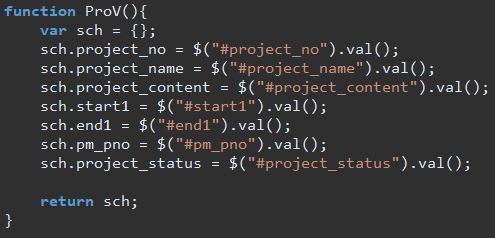 function ProV(){
    var sch = {};
    sch.project_no = $("#project_no").val();
    sch.project_name = $("#project_name").val();
    sch.project_content = $("#project_content").val();
    sch.start1 = $("#start1").val();
    sch.end1 = $("#end1").val();
    sch.pm_pno = $("#pm_pno").val();
    sch.project_status = $("#project_status").val();

    return sch;
}